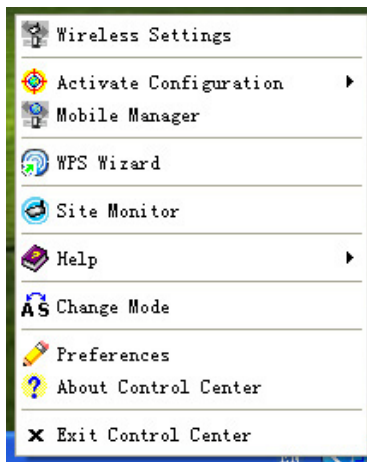 Wireless Settings
Activate Configuration
Mobile Manager
WPS Wizard
Site Monitor
Help
AS Change Mode
Preferences
About Control Center
Exit Control Center